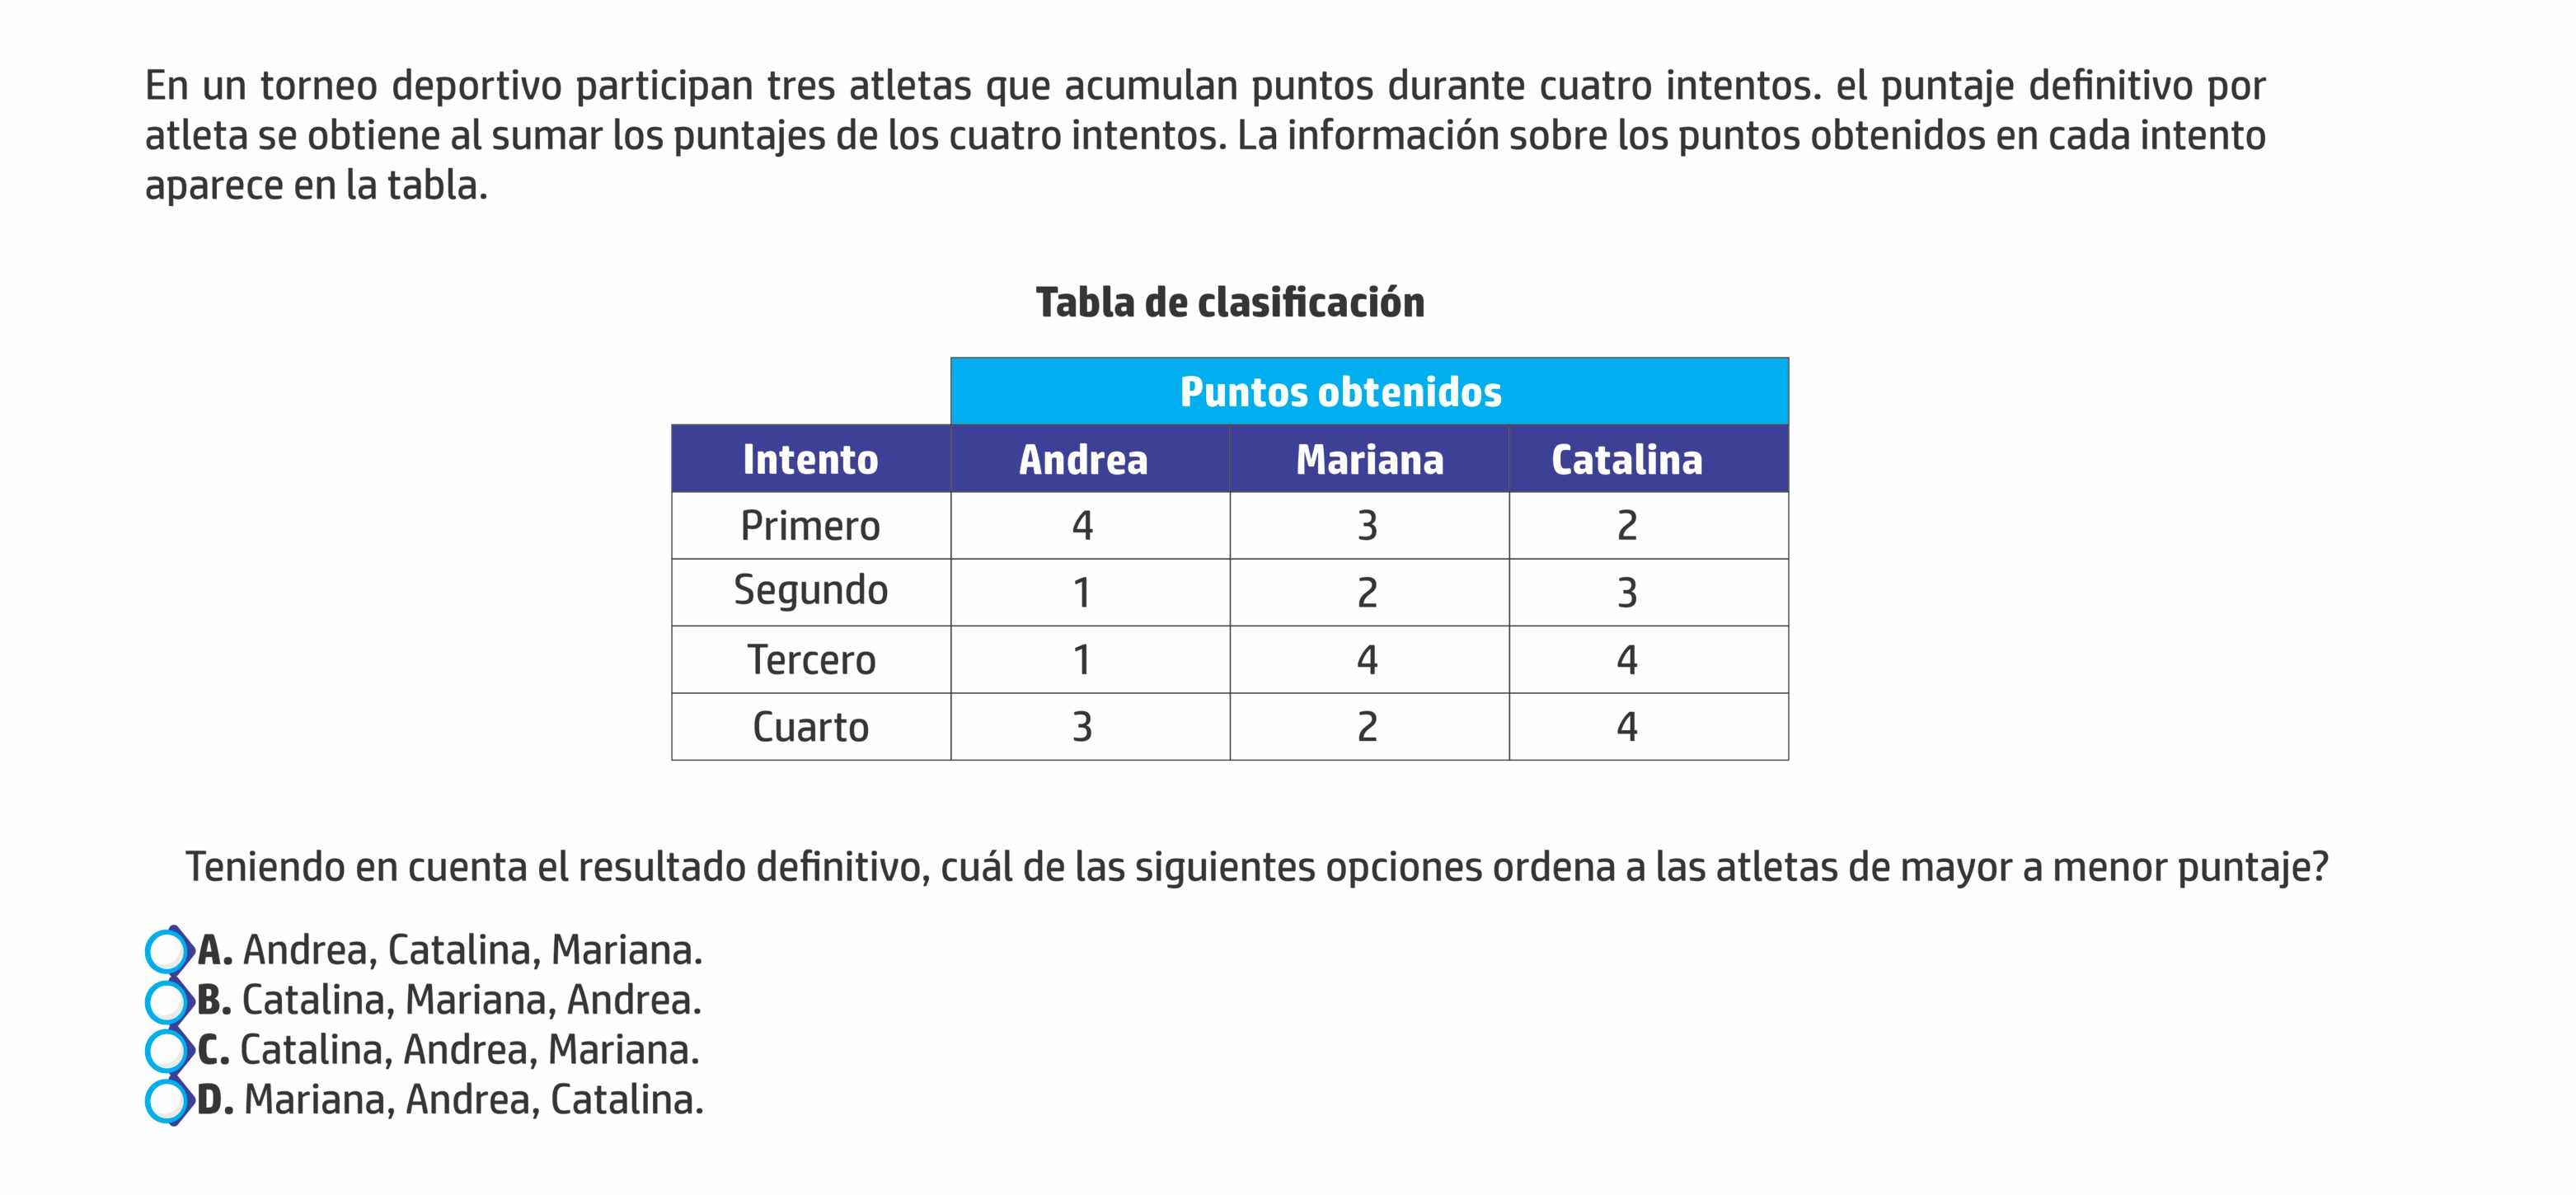 En un torneo deportivo participan tres atletas que acumulan puntos durante cuatro intentos. el puntaje definitivo por
atleta se obtiene al sumar los puntajes de los cuatro intentos. La información sobre los puntos obtenidos en cada intento
aparece en la tabla.
Tabla de clasificación
Puntos obtenidos
Intento Andrea Mariana Catalina
Primero 4 3 2
Segundo 1 2 3
Tercero 1 4 4
Cuarto 3 2 4
Teniendo en cuenta el resultado definitivo, cuál de las siguientes opciones ordena a las atletas de mayor a menor puntaje?
A. Andrea, Catalina, Mariana.
B. Catalina, Mariana, Andrea.
C. Catalina, Andrea, Mariana.
D. Mariana, Andrea, Catalina.